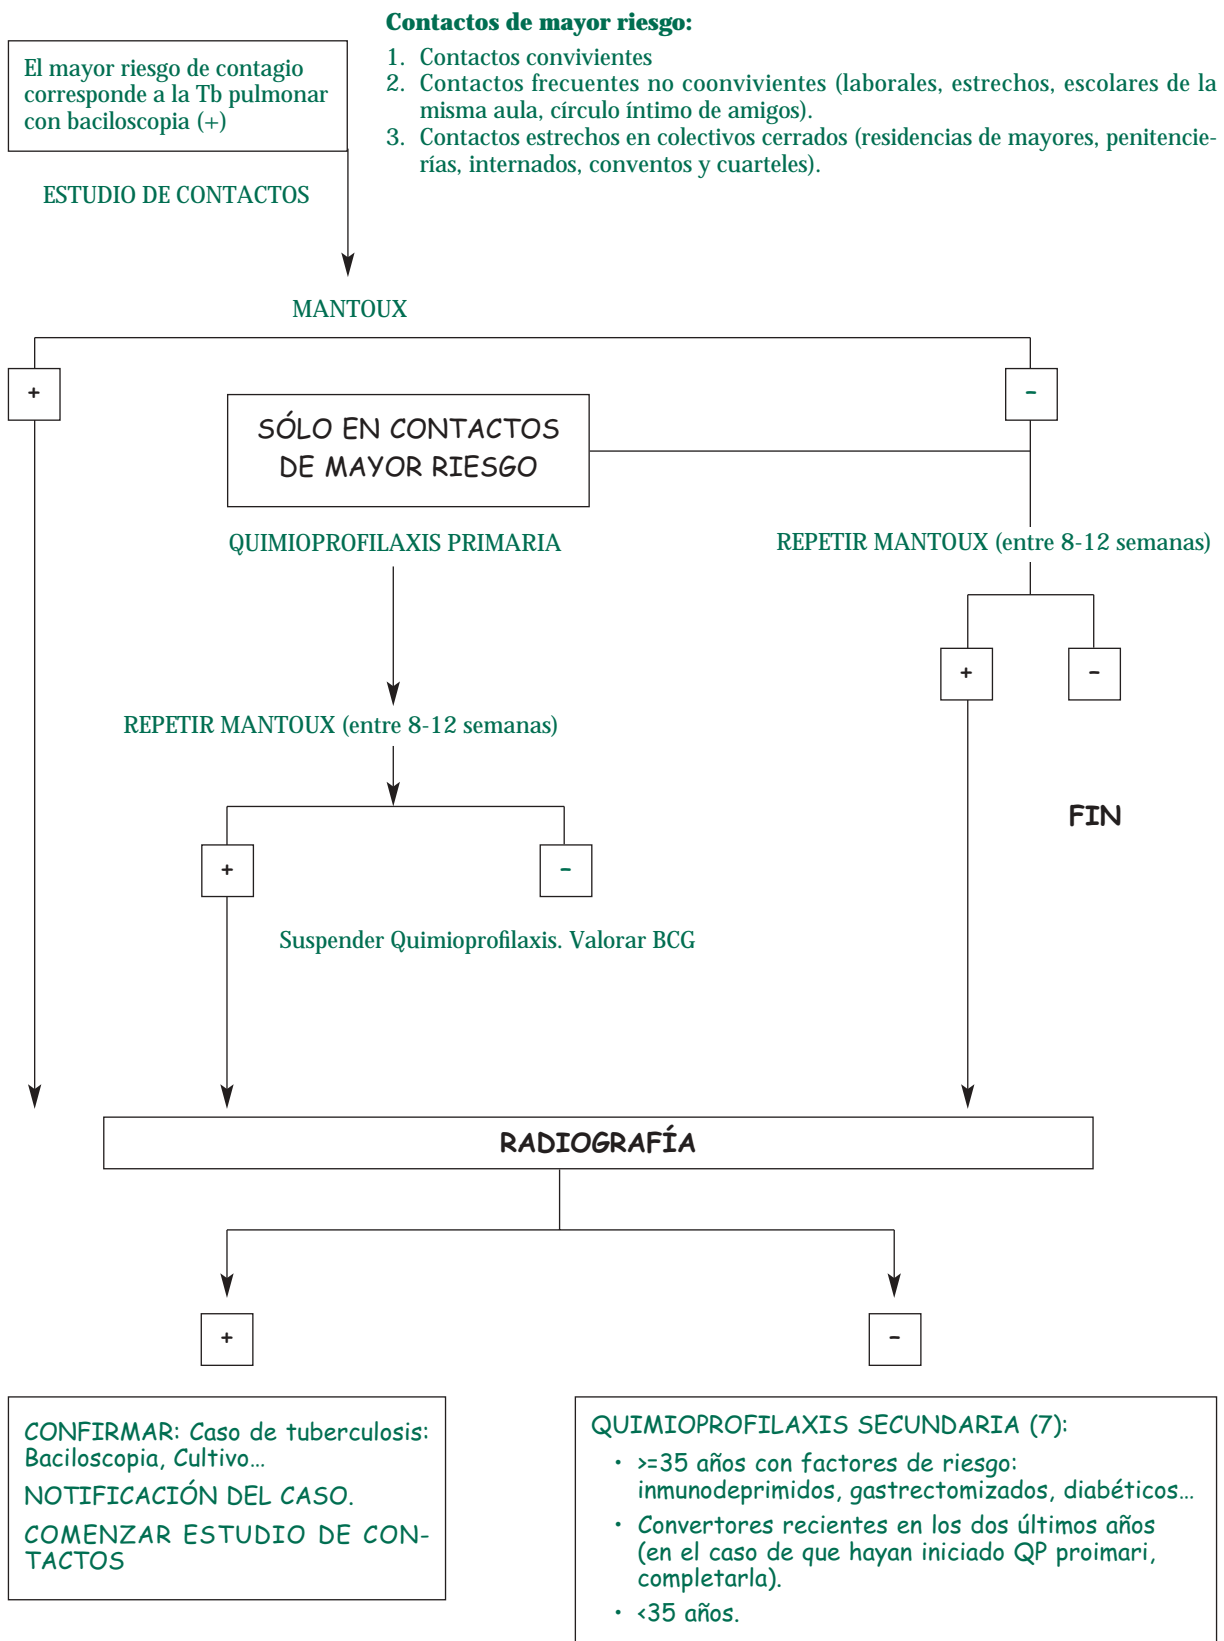 Contactos de mayor riesgo:
El mayor riesgo de contagio
corresponde a la Tb pulmonar
con baciloscopia (+)
1. Contactos convivientes
2. Contactos frecuentes no coonvivientes (laborales, estrechos, escolares de la
misma aula, círculo íntimo de amigos).
3. Contactos estrechos en colectivos cerrados (residencias de mayores, penitencie-
rías, internados, conventos y cuarteles).
ESTUDIO DE CONTACTOS
MANTOUX
+
-
SÓLO EN CONTACTOS
DE MAYOR RIESGO
QUIMIOPROFILAXIS PRIMARIA
REPETIR MANTOUX (entre 8-12 semanas)
+
-
REPETIR MANTOUX (entre 8-12 semanas)
FIN
+
-
Suspender Quimioprofilaxis. Valorar BCG
RADIOGRAFÍA
+
-
CONFIRMAR: Caso de tuberculosis:
Baciloscopia, Cultivo...
NOTIFICACIÓN DEL CASO.
COMENZAR ESTUDIO DE CON-
TACTOS
QUIMIOPROFILAXIS SECUNDARIA (7):
• >=35 años con factores de riesgo:
inmunodeprimidos, gastrectomizados, diabéticos...
• Convertores recientes en los dos últimos años
(en el caso de que hayan iniciado QP proimari,
completarla).
• <35 años.